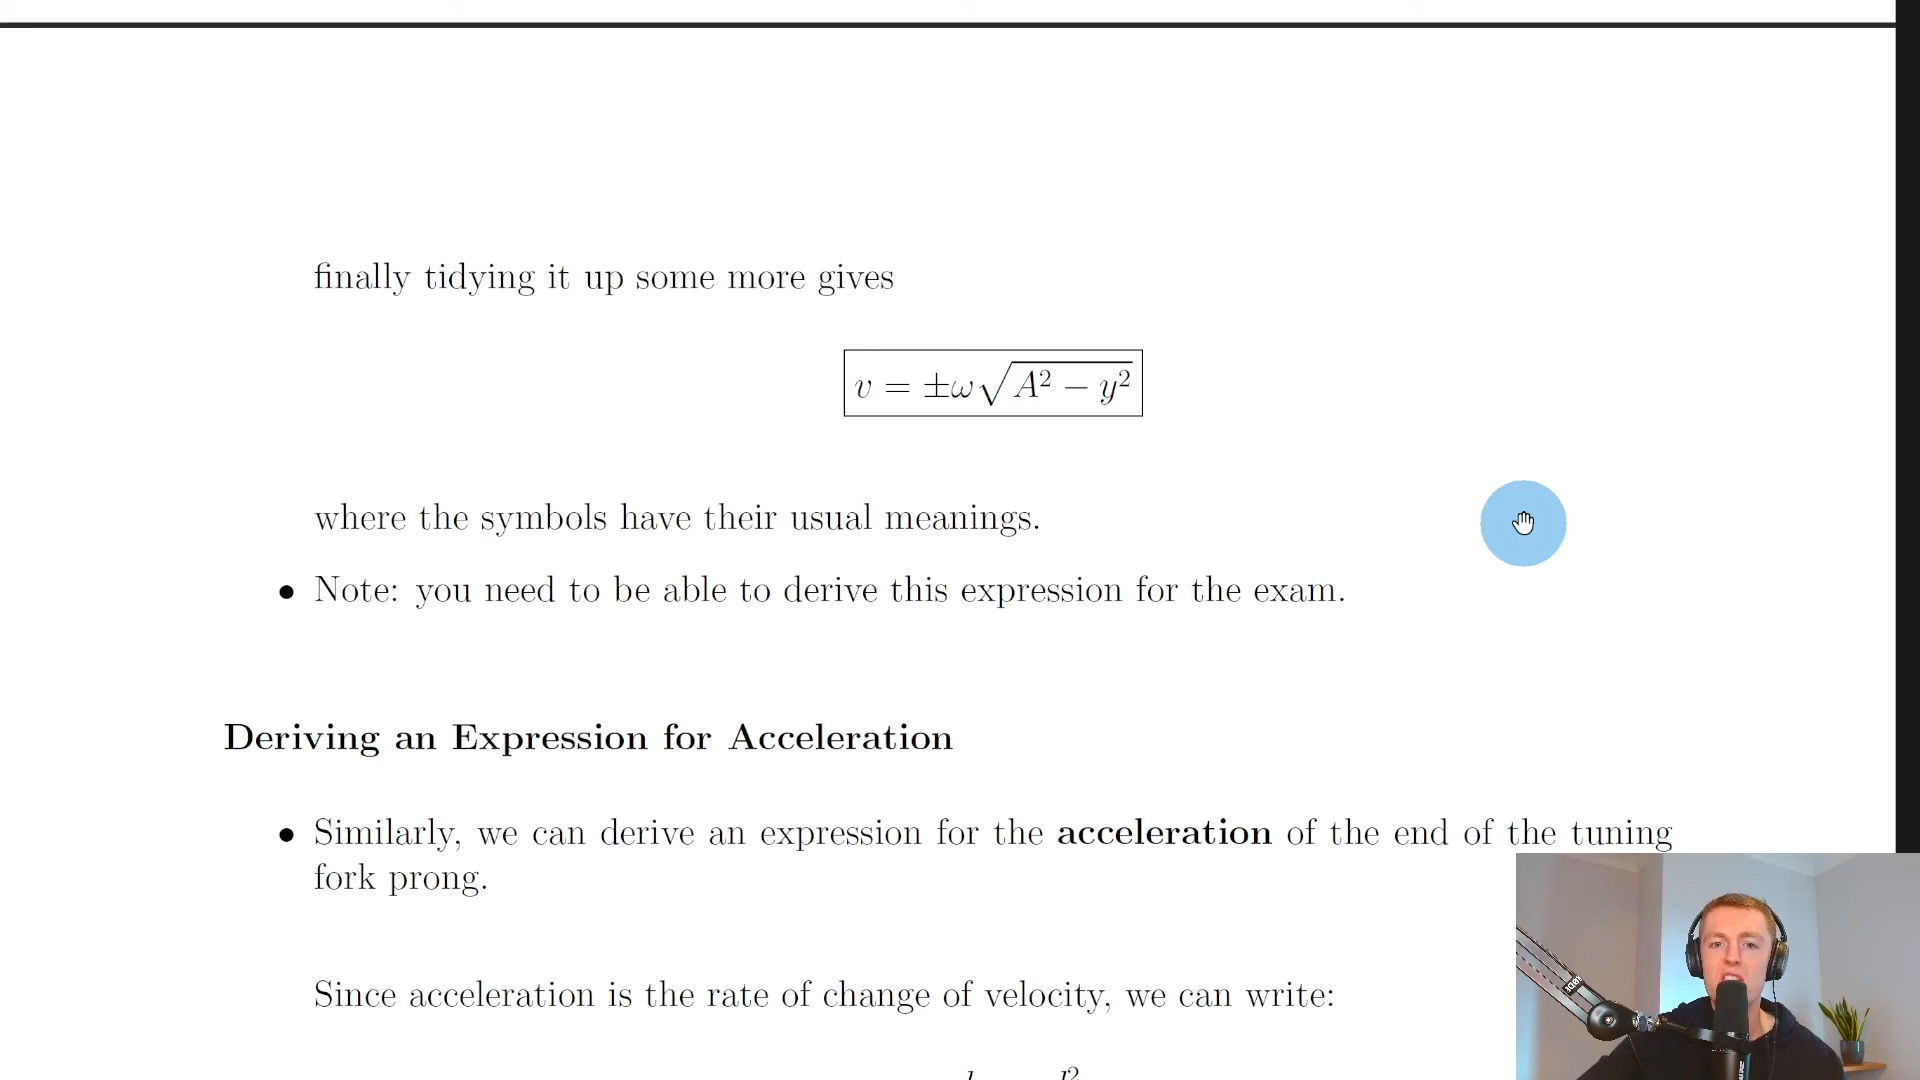 finally tidying it up some more gives
v = ±ω√(A² − y²)
where the symbols have their usual meanings.
• Note: you need to be able to derive this expression for the exam.
Deriving an Expression for Acceleration
• Similarly, we can derive an expression for the acceleration of the end of the tuning
fork prong.
Since acceleration is the rate of change of velocity, we can write: